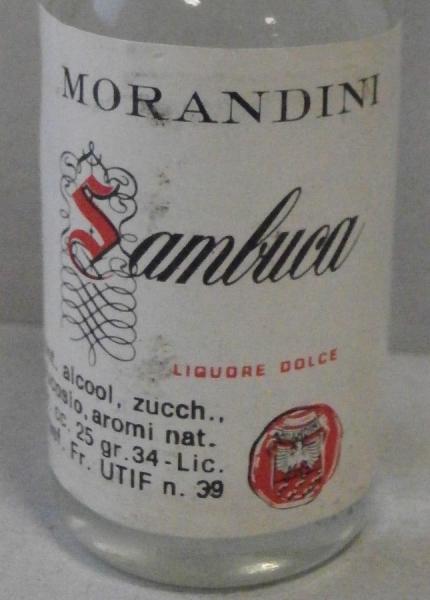 MORANDINI
Sambuca
LIQUORE DOLCE
alcool, zucch.,
aromi nat.
cc. 25 gr.34-Lic.
Fr. UTIF n. 39